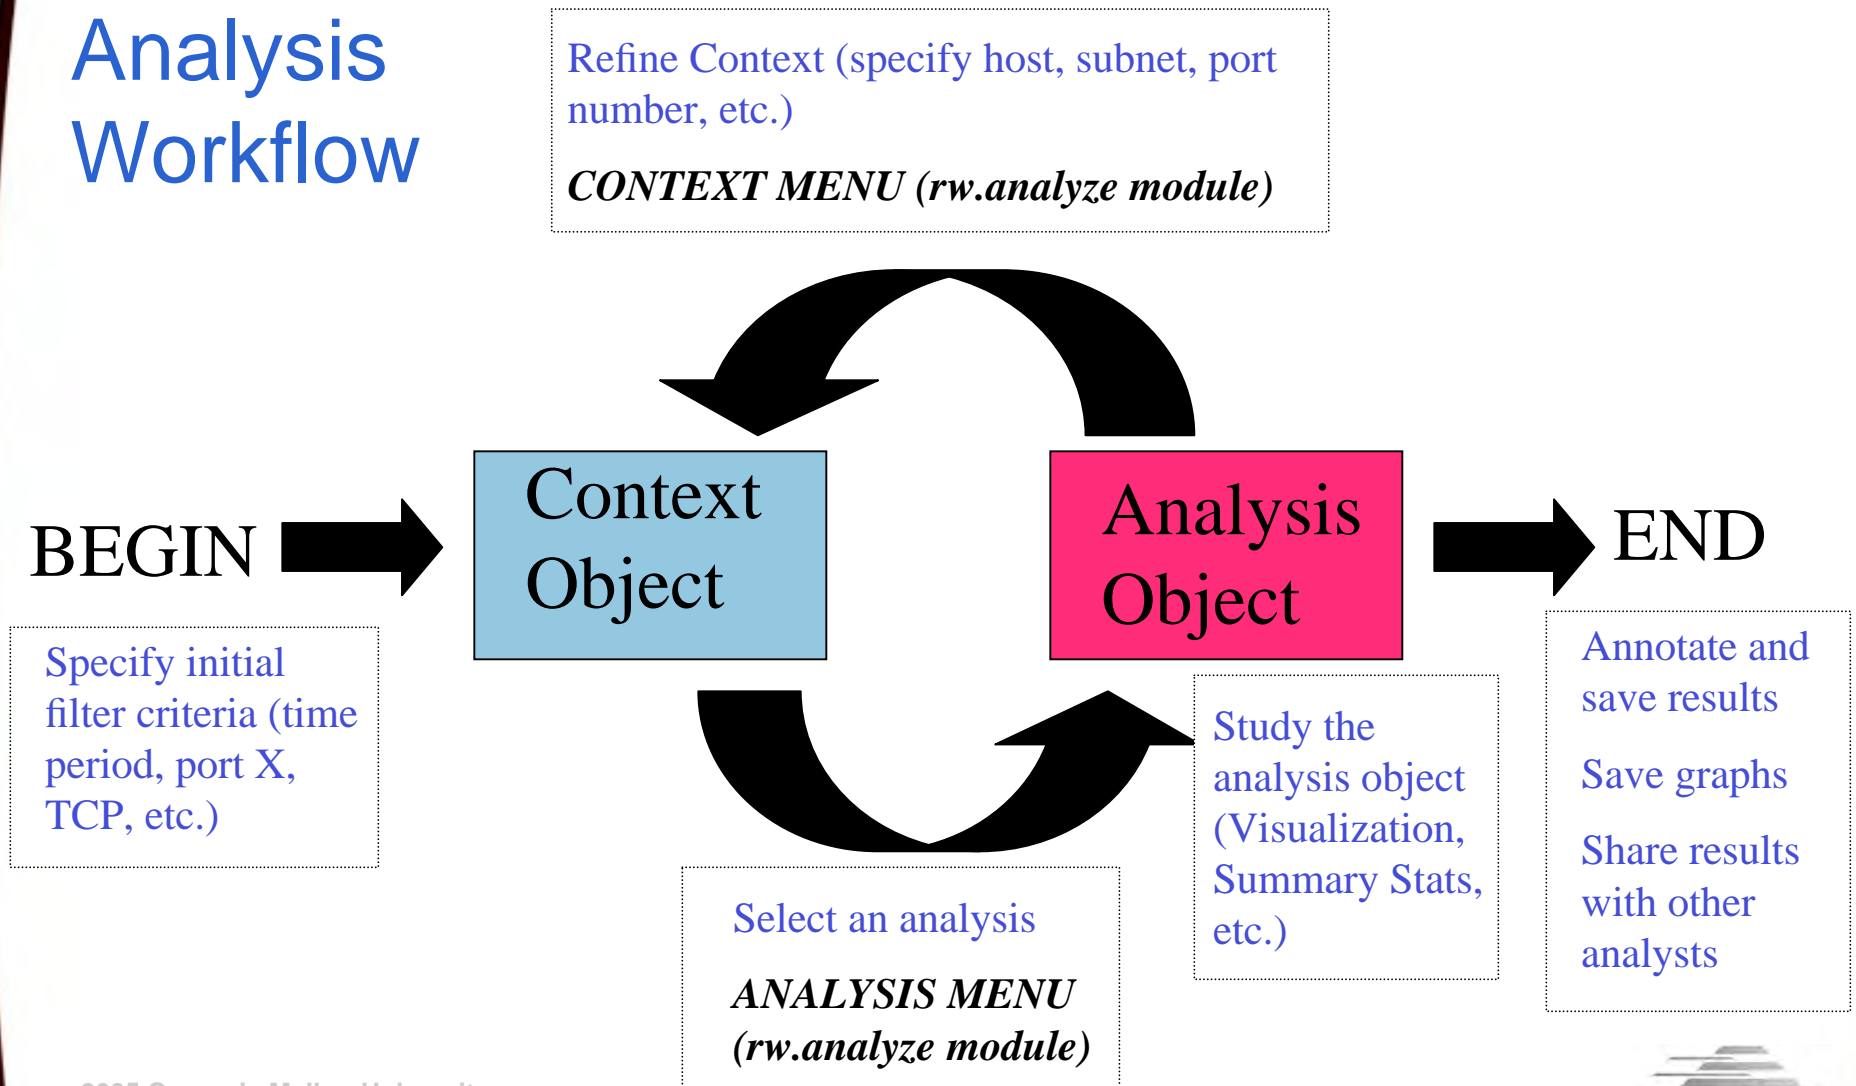 Analysis
Workflow
Refine Context (specify host, subnet, port
number, etc.)
CONTEXT MENU (rw.analyze module)
BEGIN
Context
Object
Analysis
Object
END
Specify initial
filter criteria (time
period, port X,
TCP, etc.)
Select an analysis
ANALYSIS MENU
(rw.analyze module)
Study the
analysis object
(Visualization,
Summary Stats,
etc.)
Annotate and
save results
Save graphs
Share results
with other
analysts